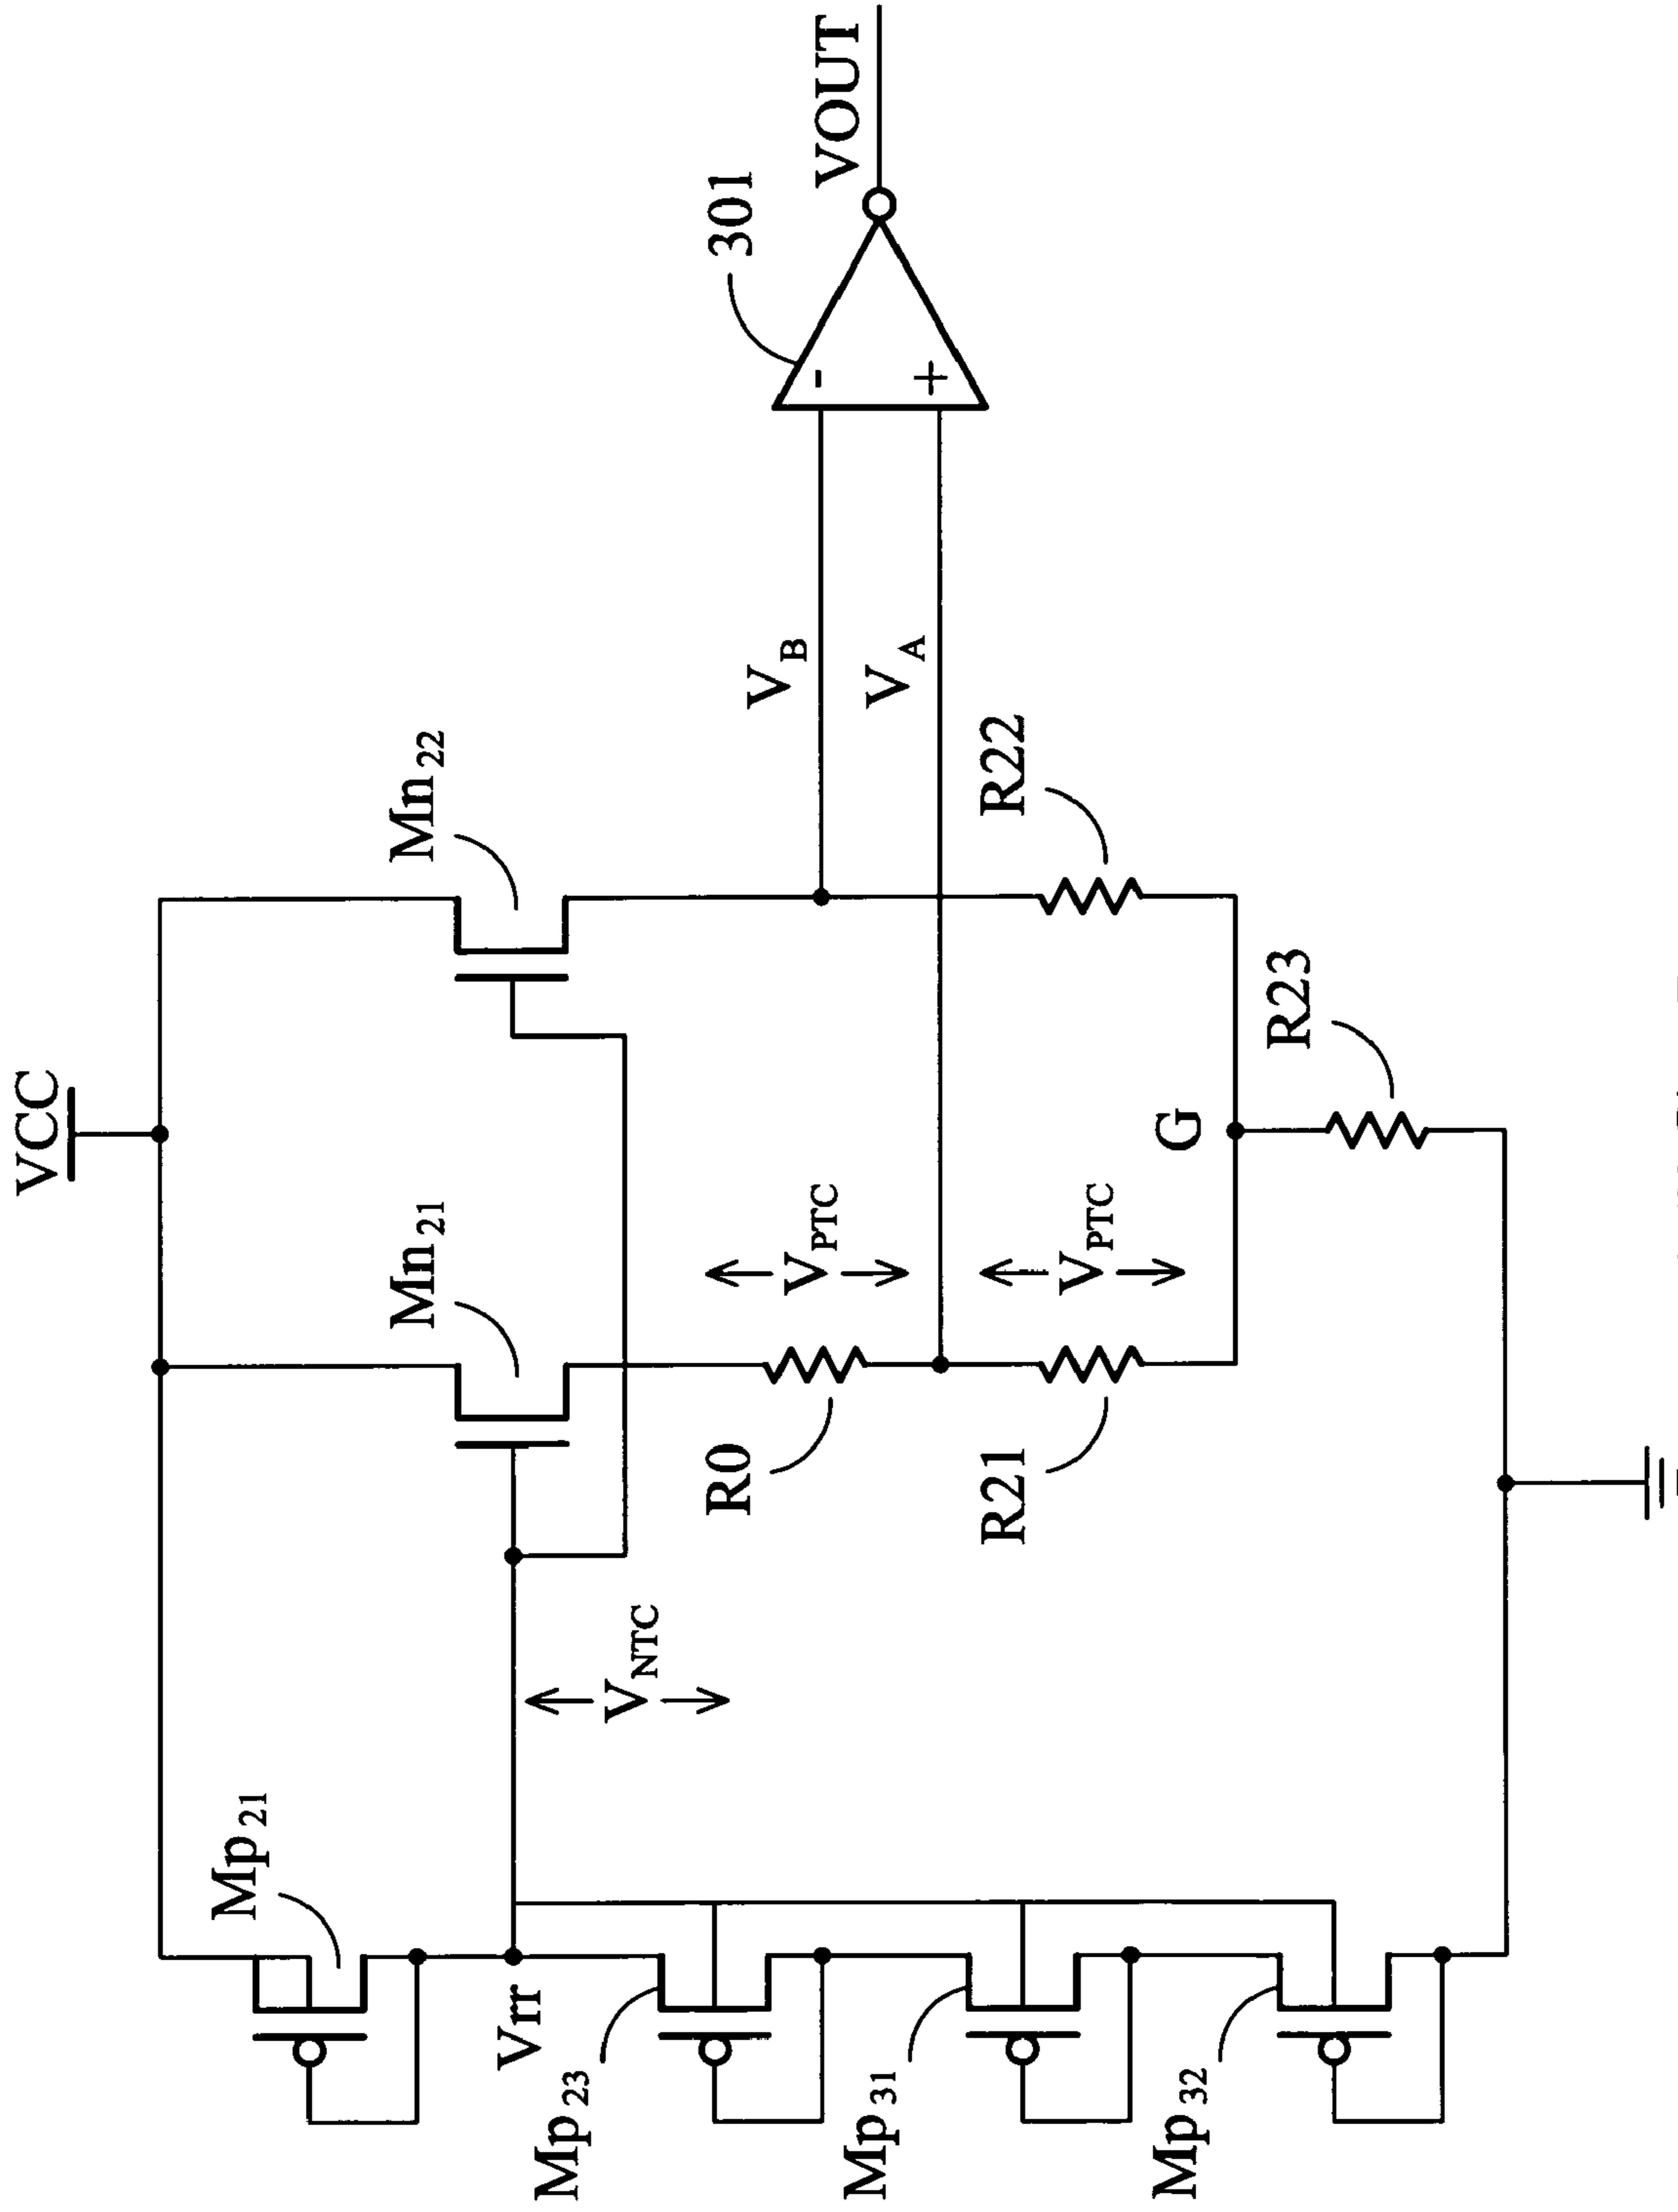 VCC
Mp21
Mn21
Mn22
Vrr
VNTC
Mp23
Mp31
Mp32
R0
VPTC
R21
VPTC
G
R22
R23
VB
VA
-
+
301
VOUT